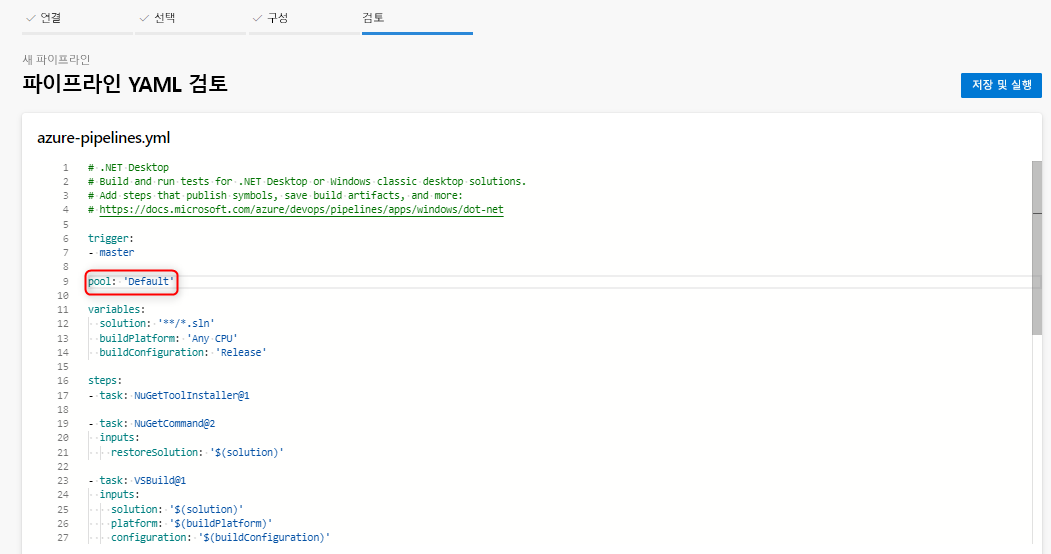 연결 선택 구성 검토
새 파이프라인
파이프라인 YAML 검토
저장 및 실행
azure-pipelines.yml
1 # .NET Desktop
2 # Build and run tests for .NET Desktop or Windows classic desktop solutions.
3 # Add steps that publish symbols, save build artifacts, and more:
4 # https://docs.microsoft.com/azure/devops/pipelines/apps/windows/dot-net
5
6 trigger:
7 - master
8
9 pool: 'Default'
10
11 variables:
12   solution: '**/*.sln'
13   buildPlatform: 'Any CPU'
14   buildConfiguration: 'Release'
15
16 steps:
17 - task: NuGetToolInstaller@1
18
19 - task: NuGetCommand@2
20   inputs:
21     restoreSolution: '$(solution)'
22
23 - task: VSBuild@1
24   inputs:
25     solution: '$(solution)'
26     platform: '$(buildPlatform)'
27     configuration: '$(buildConfiguration)'